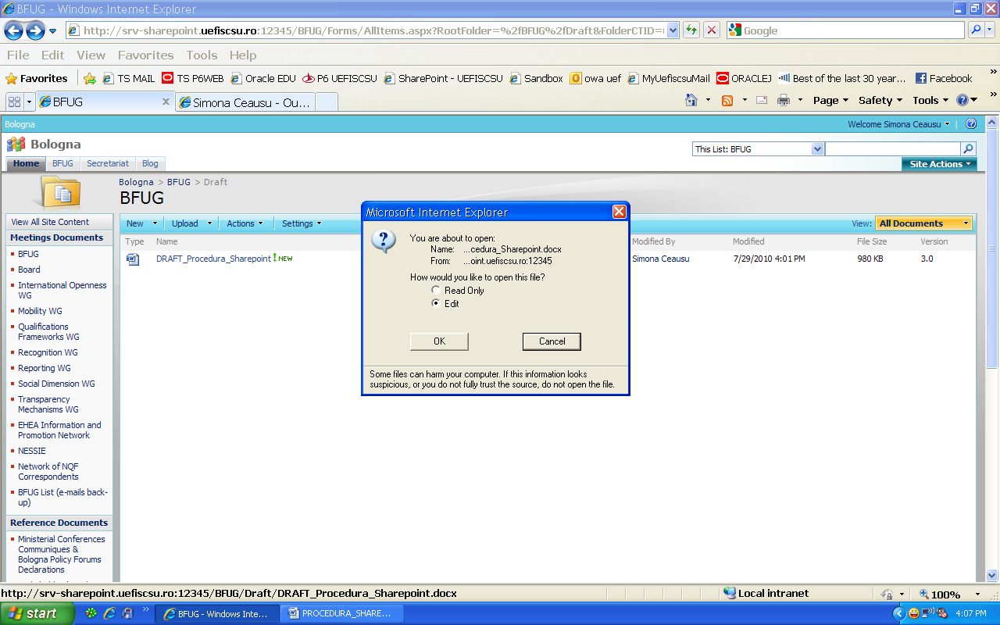 BFUG - Windows Internet Explorer
http://srv-sharepoint.uefiscsu.ro:12345/BFUG/Forms/AllItems.aspx?RootFolder=%2fBFUG%2fDraft&FolderCTID=
Google
File Edit View Favorites Tools Help
Favorites TS MAIL TS P6WEB Oracle EDU P6 UEFISCSU SharePoint - UEFISCSU Sandbox owa uef MyUefiscsuMail ORACLEJ Best of the last 30 year... Facebook
BFUG Simona Ceausu - Ou... Page Safety Tools
Bologna Welcome Simona Ceausu
Bologna
This List: BFUG
Home BFUG Secretariat Blog
Site Actions
Bologna > BFUG > Draft
BFUG
View All Site Content
New Upload Actions Settings View: All Documents
Type Name Modified By Modified File Size Version
DRAFT_Procedura_Sharepoint ! NEW Simona Ceausu 7/29/2010 4:01 PM 980 KB 3.0
Meetings Documents
BFUG
Board
International Openness
WG
Mobility WG
Qualifications
Frameworks WG
Recognition WG
Reporting WG
Social Dimension WG
Transparency
Mechanisms WG
EHEA Information and
Promotion Network
NESSIE
Network of NQF
Correspondents
BFUG List (e-mails back-
up)
Reference Documents
Ministerial Conferences
Communiques &
Bologna Policy Forums
Declarations
Microsoft Internet Explorer
You are about to open:
Name: ...cedura_Sharepoint.docx
From: ...oint.uefiscsu.ro:12345
How would you like to open this file?
Read Only
Edit
OK Cancel
Some files can harm your computer. If this information looks
suspicious, or you do not fully trust the source, do not open the file.
http://srv-sharepoint.uefiscsu.ro:12345/BFUG/Draft/DRAFT_Procedura_Sharepoint.docx
Local intranet
100%
start BFUG - Windows Inte... PROCEDURA_SHARE... 4:07 PM